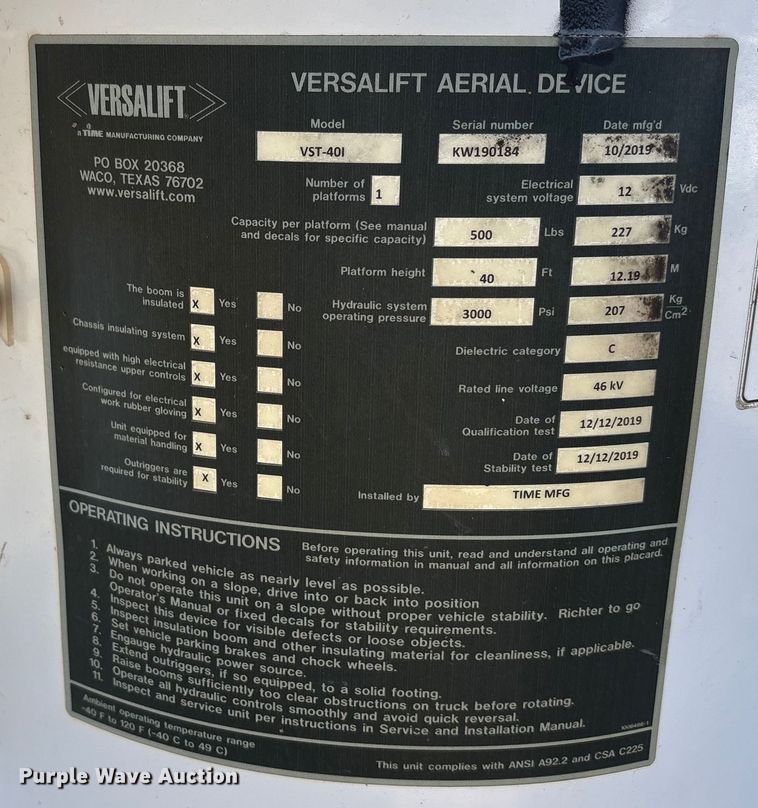 VERSALIFT
a TIME MANUFACTURING COMPANY
PO BOX 20368
WACO, TEXAS 76702
www.versalift.com
VERSALIFT AERIAL DEVICE
Model
VST-40I
Serial number
KW190184
Date mfg'd
10/2019
Number of platforms
1
Electrical system voltage
12 Vdc
Capacity per platform (See manual
and decals for specific capacity)
500 Lbs 227 Kg
Platform height 40 Ft 12.19 M
Hydraulic system
operating pressure
3000 Psi 207 Kg Cm2
Dielectric category C
Rated line voltage 46 kV
Date of
Qualification test
12/12/2019
Date of
Stability test
12/12/2019
Installed by TIME MFG
The boom is
insulated X Yes No
Chassis insulating system X Yes No
equipped with high electrical
resistance upper controls X Yes No
Configured for electrical
work rubber gloving X Yes No
Unit equipped for
material handling X Yes No
Outriggers are
required for stability X Yes No
OPERATING INSTRUCTIONS
Before operating this unit, read and understand all operating and
safety information in manual and all information on this placard.
1. Always parked vehicle as nearly level as possible.
2. When working on a slope, drive into or back into position
3. Do not operate this unit on a slope without proper vehicle stability. Richter to go
Operator's Manual or fixed decals for stability requirements.
4. Inspect this device for visible defects or loose objects.
5. Inspect insulation boom and other insulating material for cleanliness, if applicable.
6. Set vehicle parking brakes and chock wheels.
7. Engauge hydraulic power source.
8. Extend outriggers, if so equipped, to a solid footing.
9. Raise booms sufficiently too clear obstructions on truck before rotating.
10. Operate all hydraulic controls smoothly and avoid quick reversal.
11. Inspect and service unit per instructions in Service and Installation Manual.
Ambient operating temperature range
-40 F to 120 F (-40 C to 49 C)
This unit complies with ANSI A92.2 and CSA C225
Purple Wave Auction